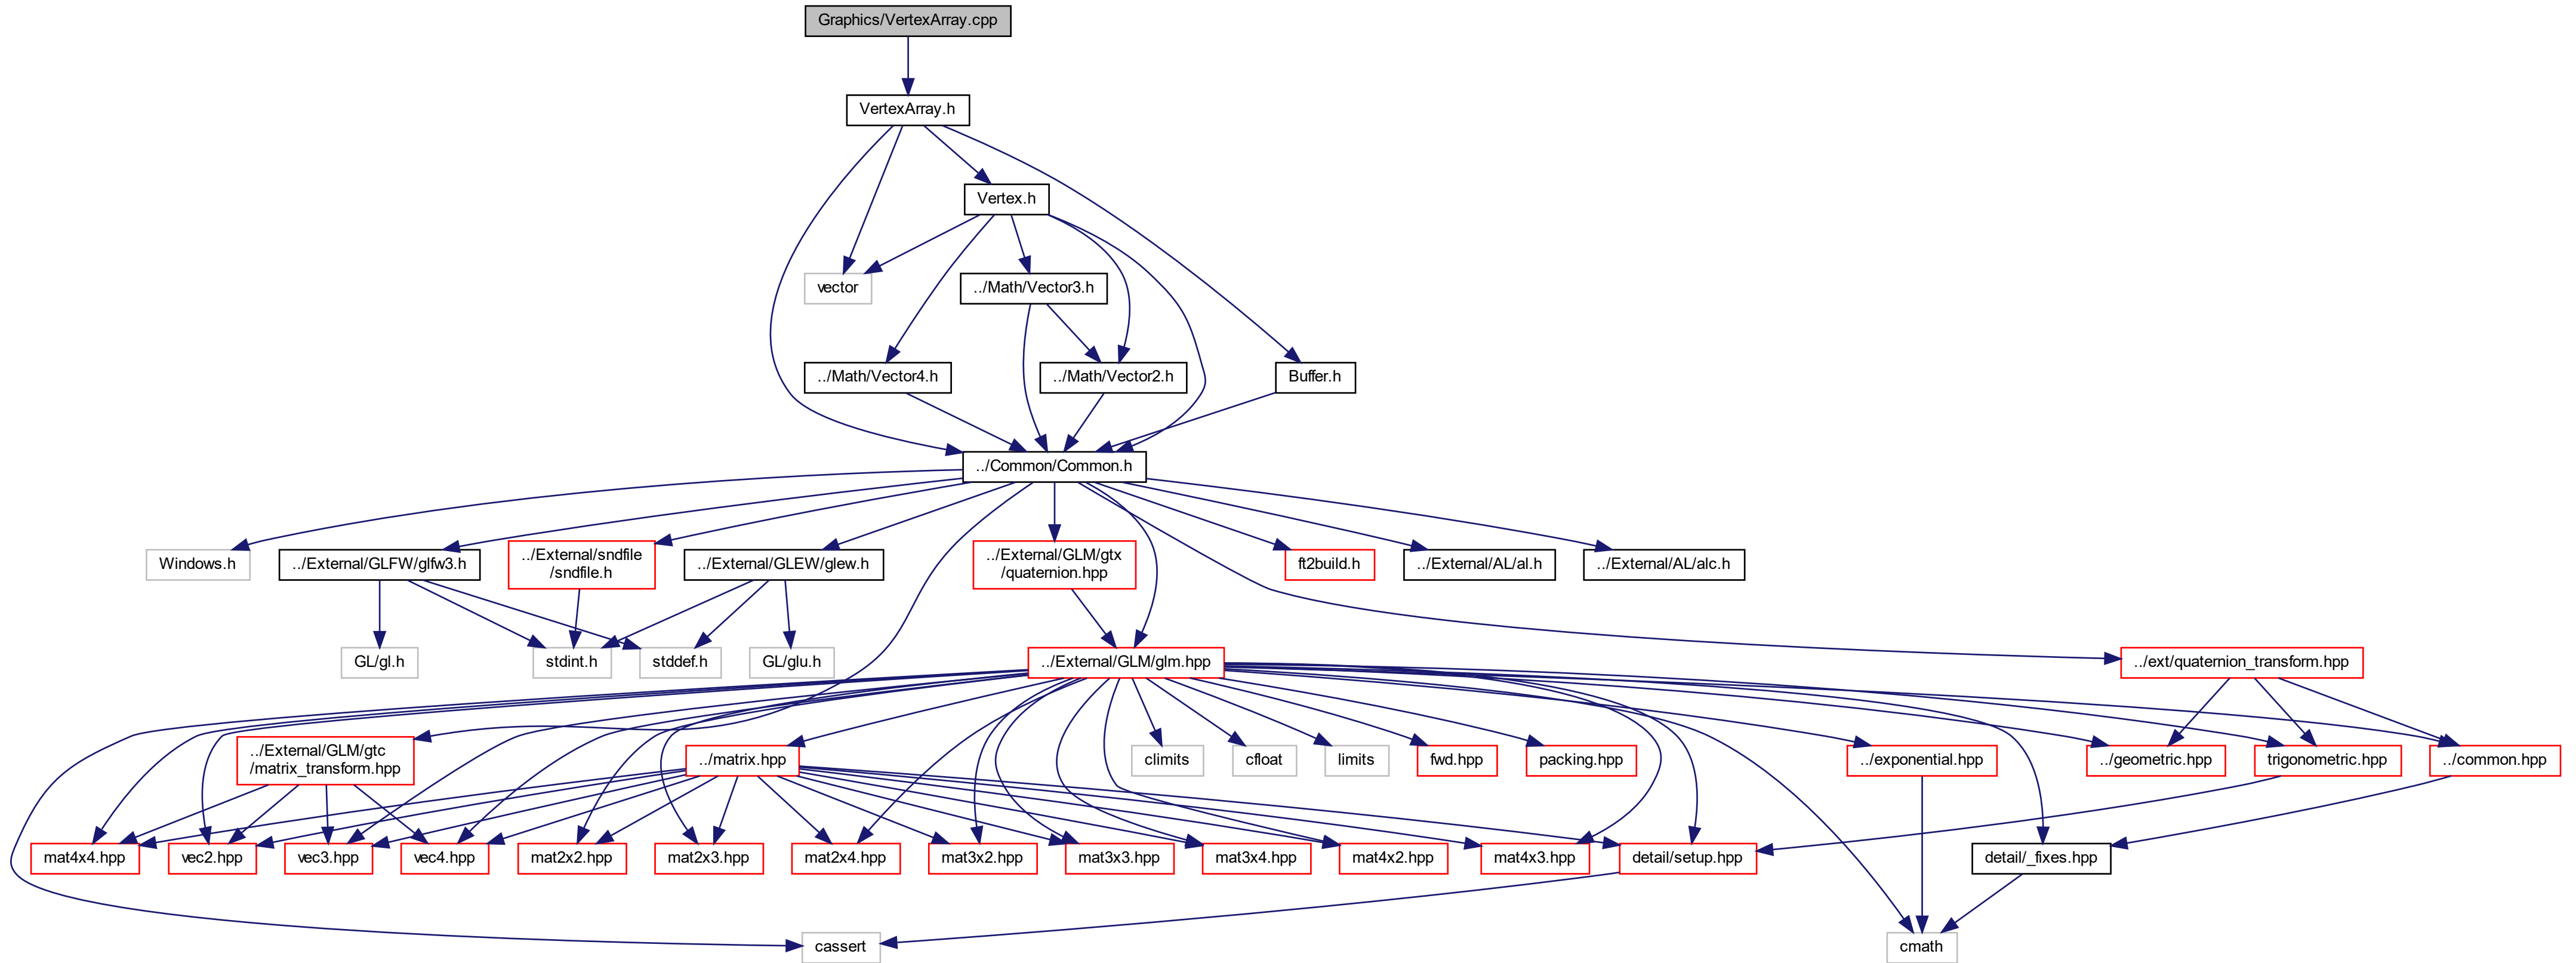 Graphics/VertexArray.cpp
VertexArray.h
Vertex.h
vector
../Math/Vector3.h
../Math/Vector4.h
../Math/Vector2.h
Buffer.h
../Common/Common.h
Windows.h
../External/GLFW/glfw3.h
../External/sndfile
/sndfile.h
../External/GLEW/glew.h
../External/GLM/gtx
/quaternion.hpp
ft2build.h
../External/AL/al.h
../External/AL/alc.h
GL/gl.h
stdint.h
stddef.h
GL/glu.h
../External/GLM/glm.hpp
../ext/quaternion_transform.hpp
../External/GLM/gtc
/matrix_transform.hpp
../matrix.hpp
climits
cfloat
limits
fwd.hpp
packing.hpp
../exponential.hpp
../geometric.hpp
trigonometric.hpp
../common.hpp
mat4x4.hpp
vec2.hpp
vec3.hpp
vec4.hpp
mat2x2.hpp
mat2x3.hpp
mat2x4.hpp
mat3x2.hpp
mat3x3.hpp
mat3x4.hpp
mat4x2.hpp
mat4x3.hpp
detail/setup.hpp
detail/_fixes.hpp
cassert
cmath